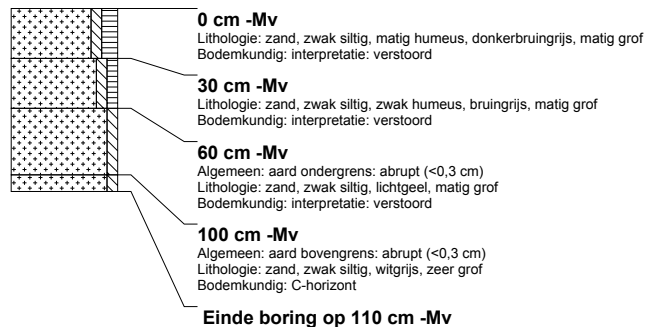 0 cm -Mv
Lithologie: zand, zwak siltig, matig humeus, donkerbruingrijs, matig grof
Bodemkundig: interpretatie: verstoord
30 cm -Mv
Lithologie: zand, zwak siltig, zwak humeus, bruingrijs, matig grof
Bodemkundig: interpretatie: verstoord
60 cm -Mv
Algemeen: aard ondergrens: abrupt (<0,3 cm)
Lithologie: zand, zwak siltig, lichtgeel, matig grof
Bodemkundig: interpretatie: verstoord
100 cm -Mv
Algemeen: aard bovengrens: abrupt (<0,3 cm)
Lithologie: zand, zwak siltig, witgrijs, zeer grof
Bodemkundig: C-horizont
Einde boring op 110 cm -Mv